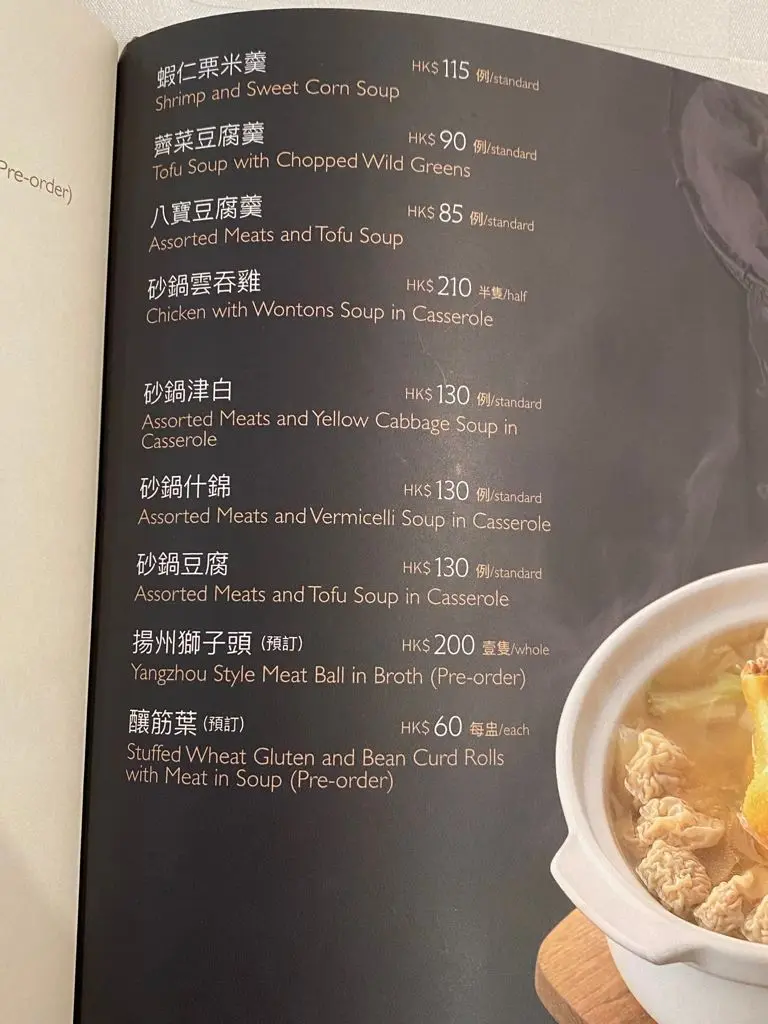 Pre-order)
蝦仁栗米羹 HK$ 115 例/standard
Shrimp and Sweet Corn Soup
薺菜豆腐羹 HK$ 90 例/standard
Tofu Soup with Chopped Wild Greens
八寶豆腐羹 HK$ 85 例/standard
Assorted Meats and Tofu Soup
砂鍋雲吞雞 HK$ 210 半隻/half
Chicken with Wontons Soup in Casserole
砂鍋津白 HK$ 130 例/standard
Assorted Meats and Yellow Cabbage Soup in
Casserole
砂鍋什錦 HK$ 130 例/standard
Assorted Meats and Vermicelli Soup in Casserole
砂鍋豆腐 HK$ 130 例/standard
Assorted Meats and Tofu Soup in Casserole
揚州獅子頭 (預訂) HK$ 200 壹隻/whole
Yangzhou Style Meat Ball in Broth (Pre-order)
釀筋葉 (預訂) HK$ 60 每盅/each
Stuffed Wheat Gluten and Bean Curd Rolls
with Meat in Soup (Pre-order)